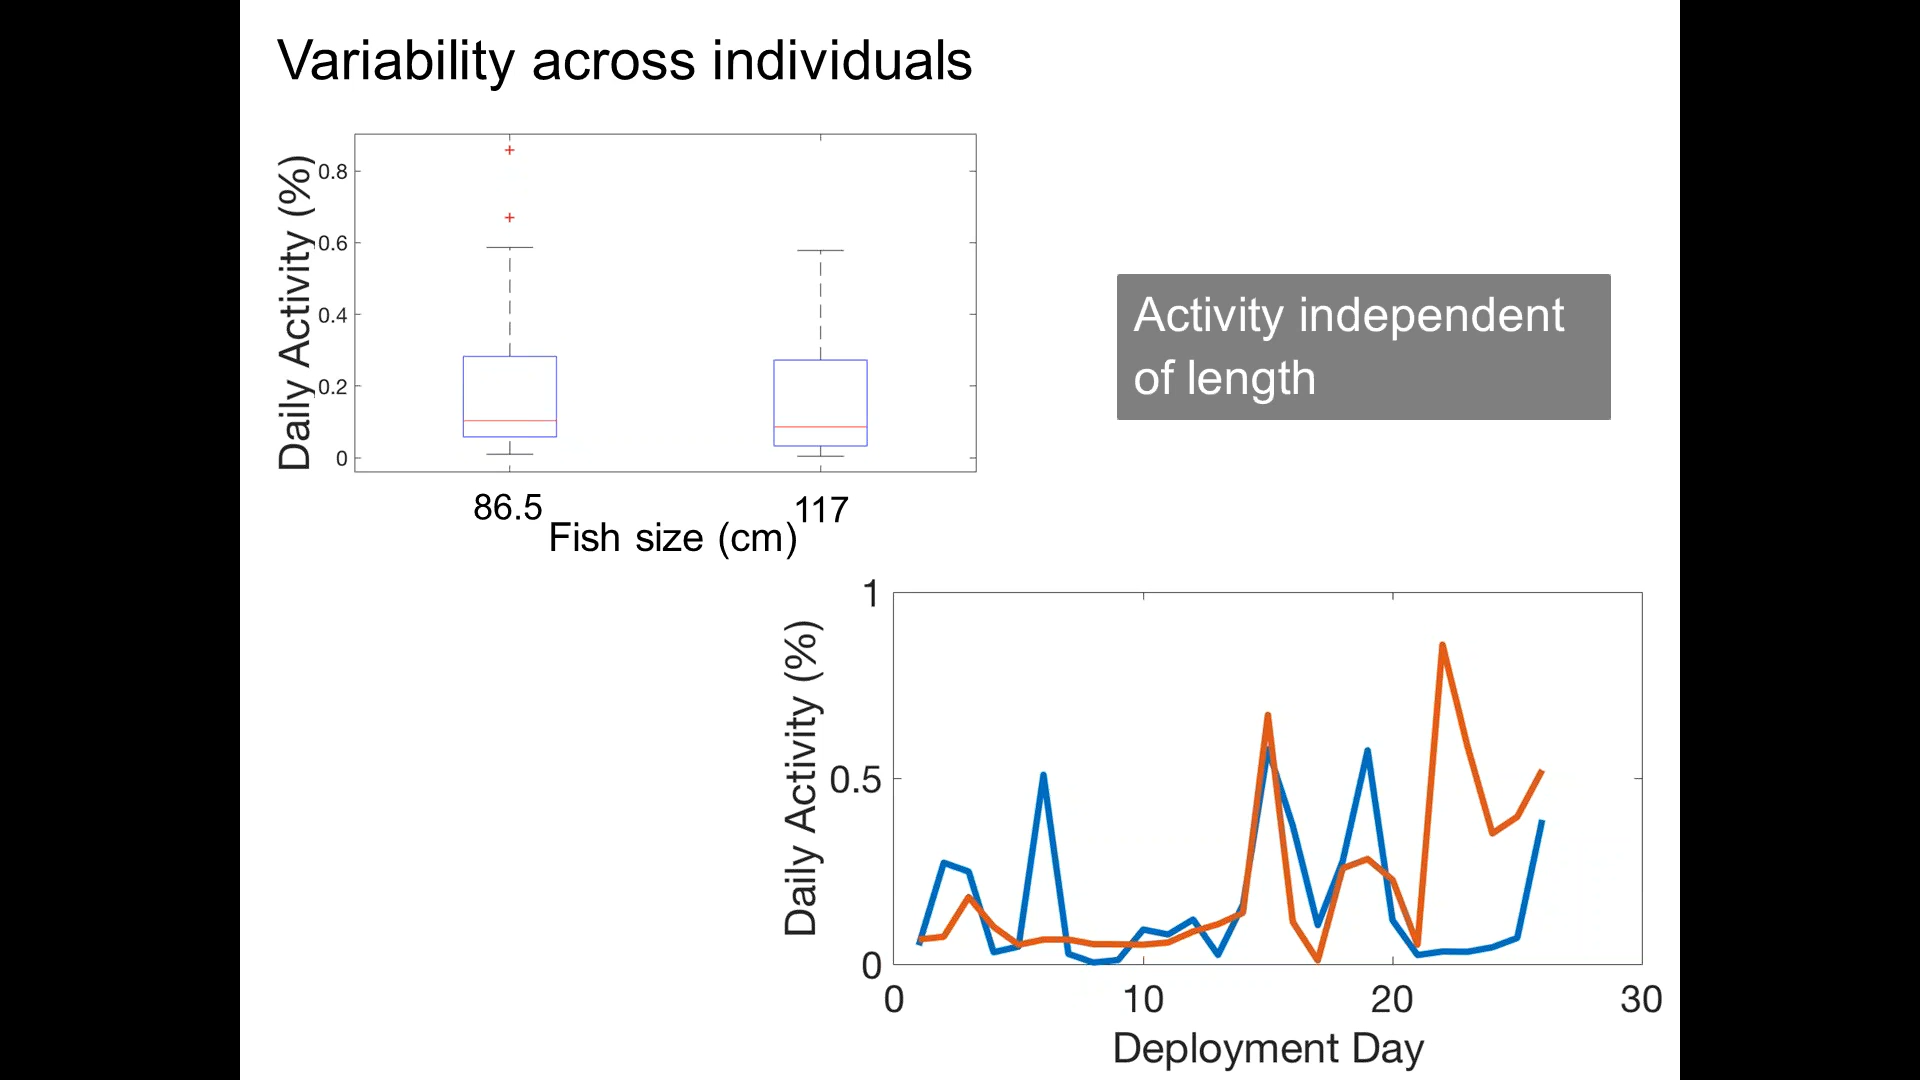 Variability across individuals
Daily Activity (%)
0.8
0.6
0.4
0.2
0
86.5
117
Fish size (cm)
Activity independent
of length
Daily Activity (%)
1
0.5
0
0
10
20
30
Deployment Day